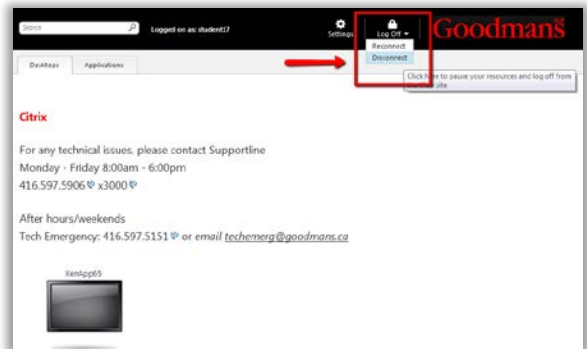 Search
Logged on as: student17
Settings
Log Off
Goodmans
Reconnect
Disconnect
Desktops
Applications
Click here to pause your resources and log off from
site
Citrix
For any technical issues, please contact Supportline
Monday - Friday 8:00am - 6:00pm
416.597.5906 x3000
After hours/weekends
Tech Emergency: 416.597.5151 or email techemerg@goodmans.ca
XenApp65